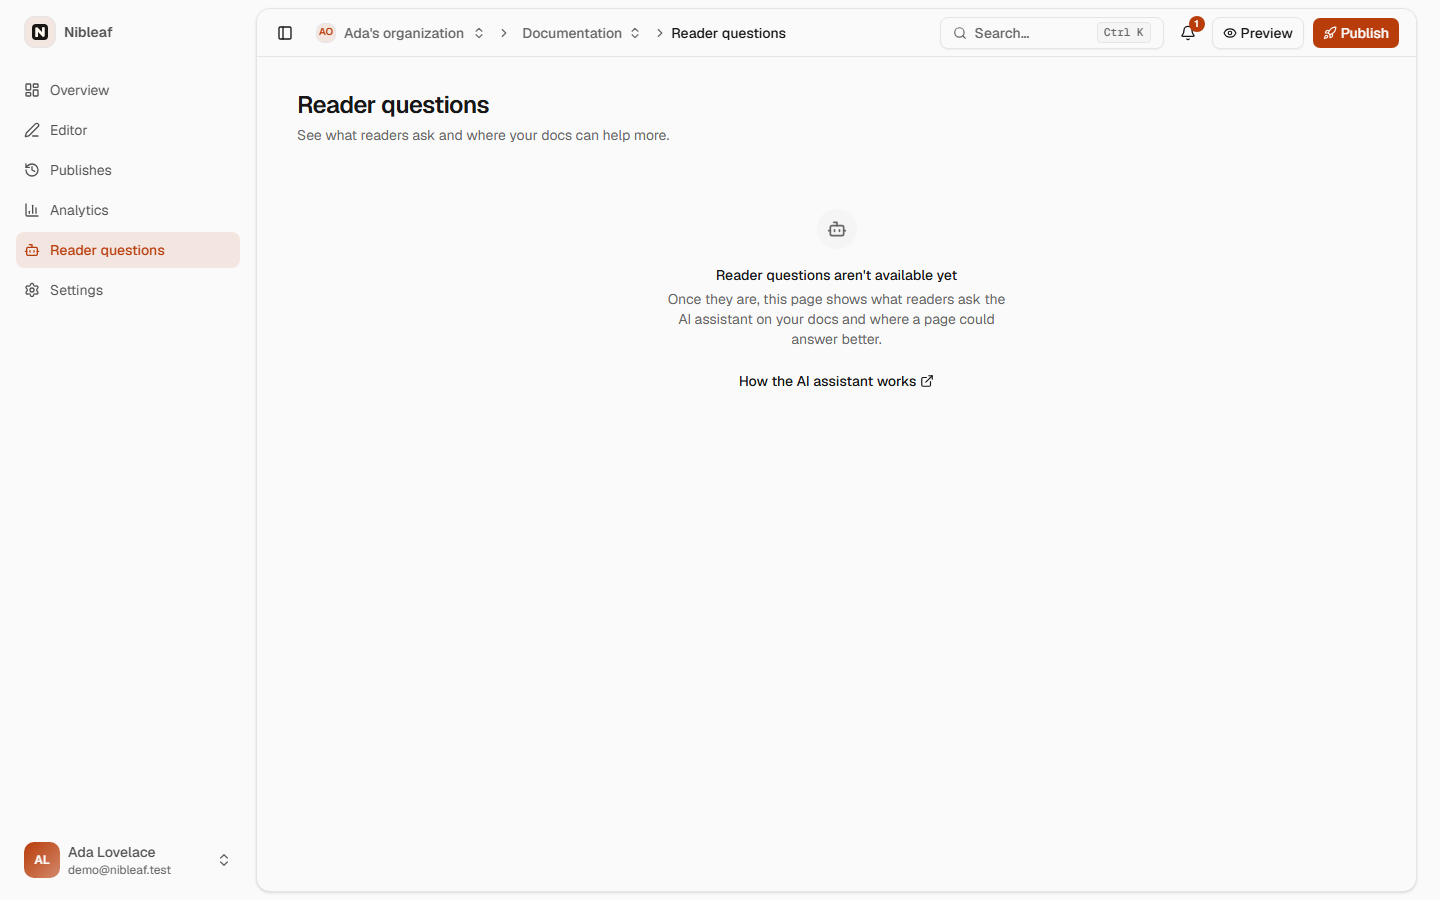 Nibleaf
Overview
Editor
Publishes
Analytics
Reader questions
Settings
AL
Ada Lovelace
demo@nibleaf.test
AO Ada's organization
Documentation
Reader questions
Search...
Ctrl K
1
Preview
Publish
Reader questions
See what readers ask and where your docs can help more.
Reader questions aren't available yet
Once they are, this page shows what readers ask the
AI assistant on your docs and where a page could
answer better.
How the AI assistant works